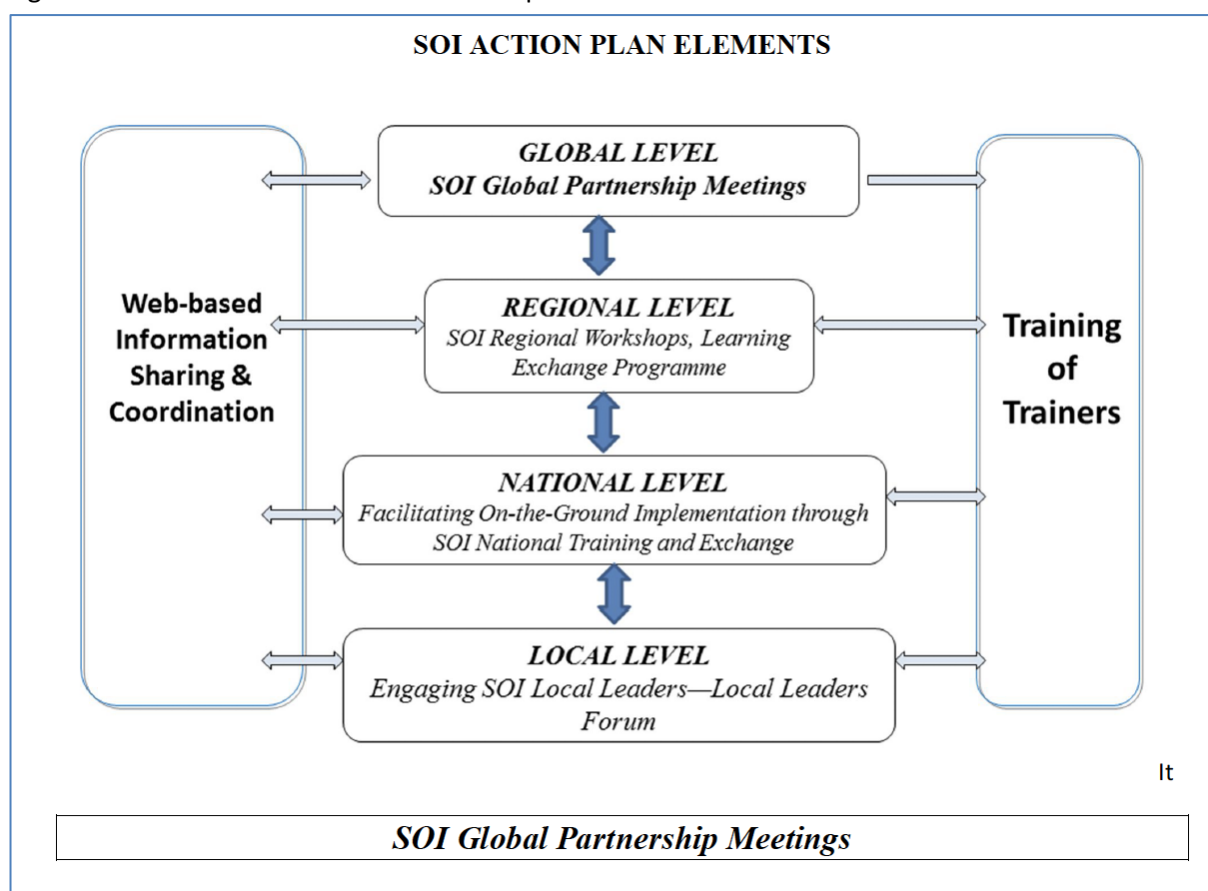 SOI ACTION PLAN ELEMENTS
GLOBAL LEVEL
SOI Global Partnership Meetings
Web-based
Information
Sharing &
Coordination
REGIONAL LEVEL
SOI Regional Workshops, Learning
Exchange Programme
Training
of
Trainers
NATIONAL LEVEL
Facilitating On-the-Ground Implementation through
SOI National Training and Exchange
LOCAL LEVEL
Engaging SOI Local Leaders—Local Leaders
Forum
It
SOI Global Partnership Meetings